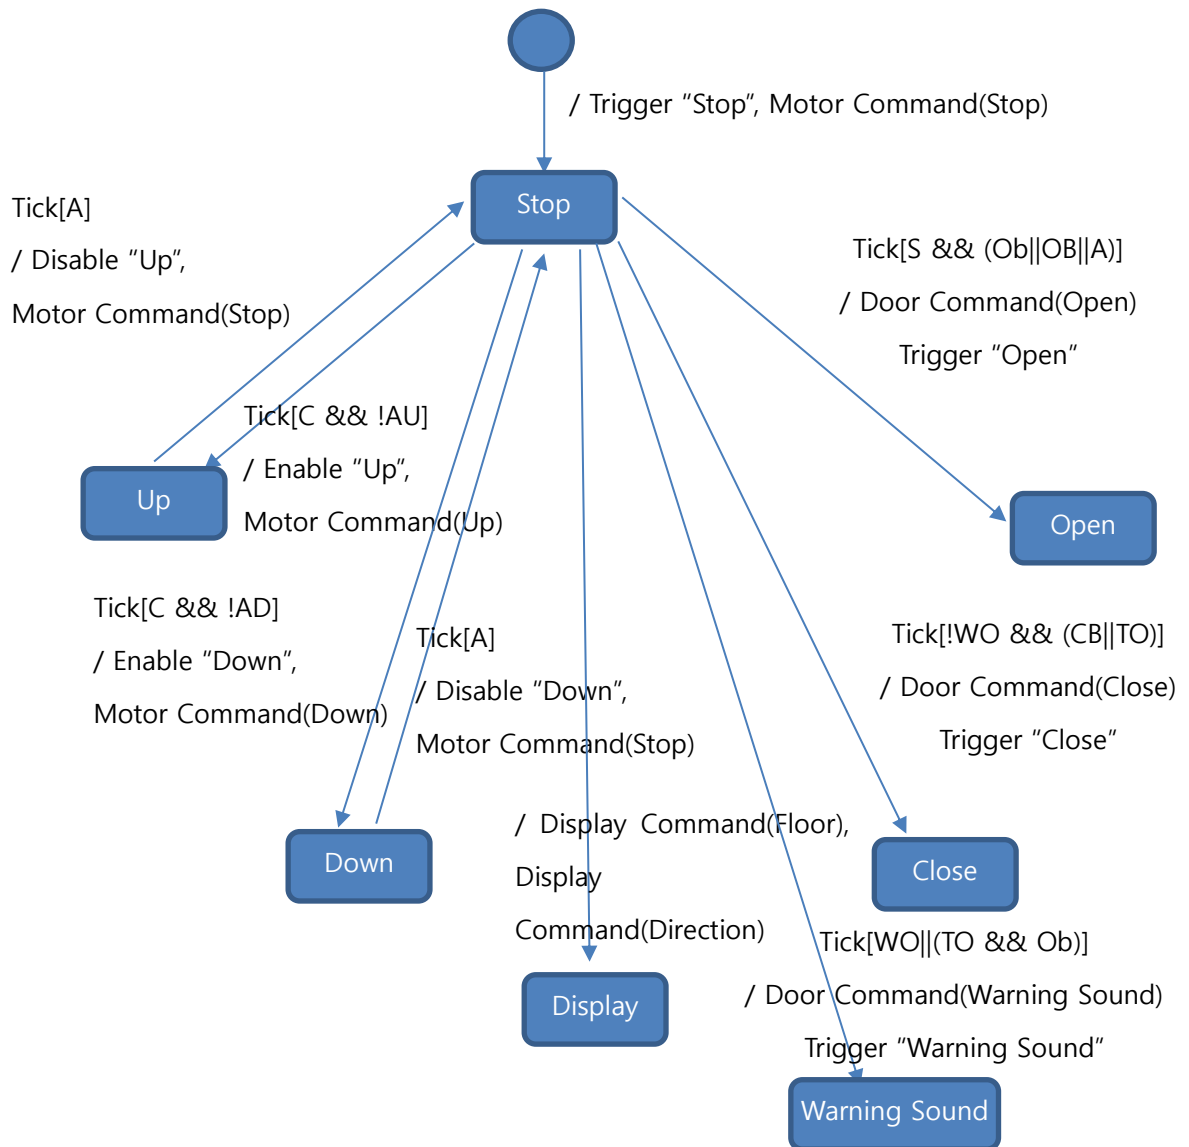 / Trigger "Stop", Motor Command(Stop)
Stop
Tick[A]
/ Disable "Up",
Motor Command(Stop)
Tick[S && (Ob||OB||A)]
/ Door Command(Open)
Trigger "Open"
Tick[C && !AU]
/ Enable "Up",
Motor Command(Up)
Up
Open
Tick[C && !AD]
/ Enable "Down",
Motor Command(Down)
Tick[A]
/ Disable "Down",
Motor Command(Stop)
Tick[!WO && (CB||TO)]
/ Door Command(Close)
Trigger "Close"
Down
/ Display Command(Floor),
Display
Command(Direction)
Close
Tick[WO||(TO && Ob)]
/ Door Command(Warning Sound)
Trigger "Warning Sound"
Display
Warning Sound